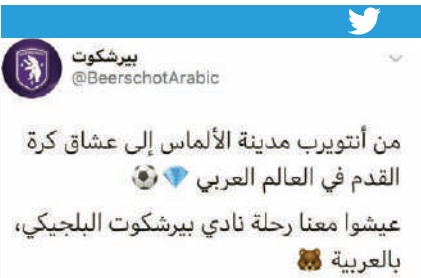 بيرشكوت
@BeerschotArabic
من أنتويرب مدينة الألماس إلى عشاق كرة
القدم في العالم العربي 💎⚽
عيشوا معنا رحلة نادي بيرشكوت البلجيكي،
بالعربية 🐻